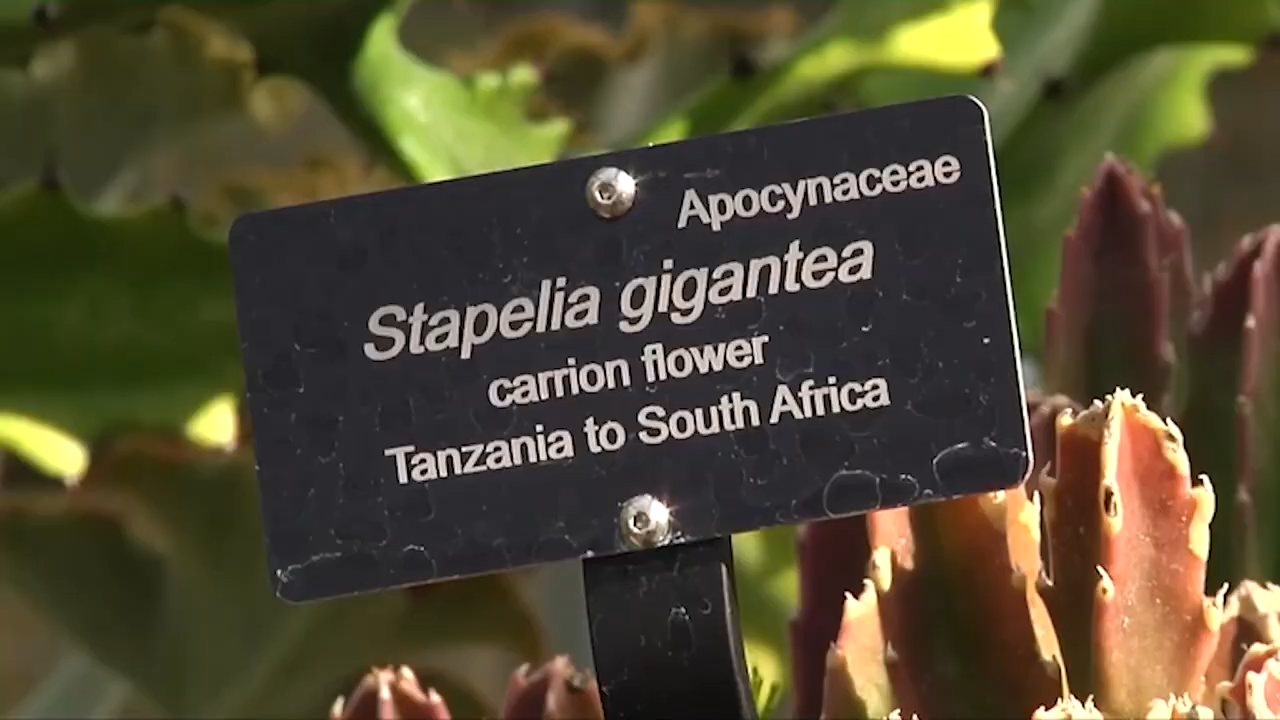 Apocynaceae
Stapelia gigantea
carrion flower
Tanzania to South Africa